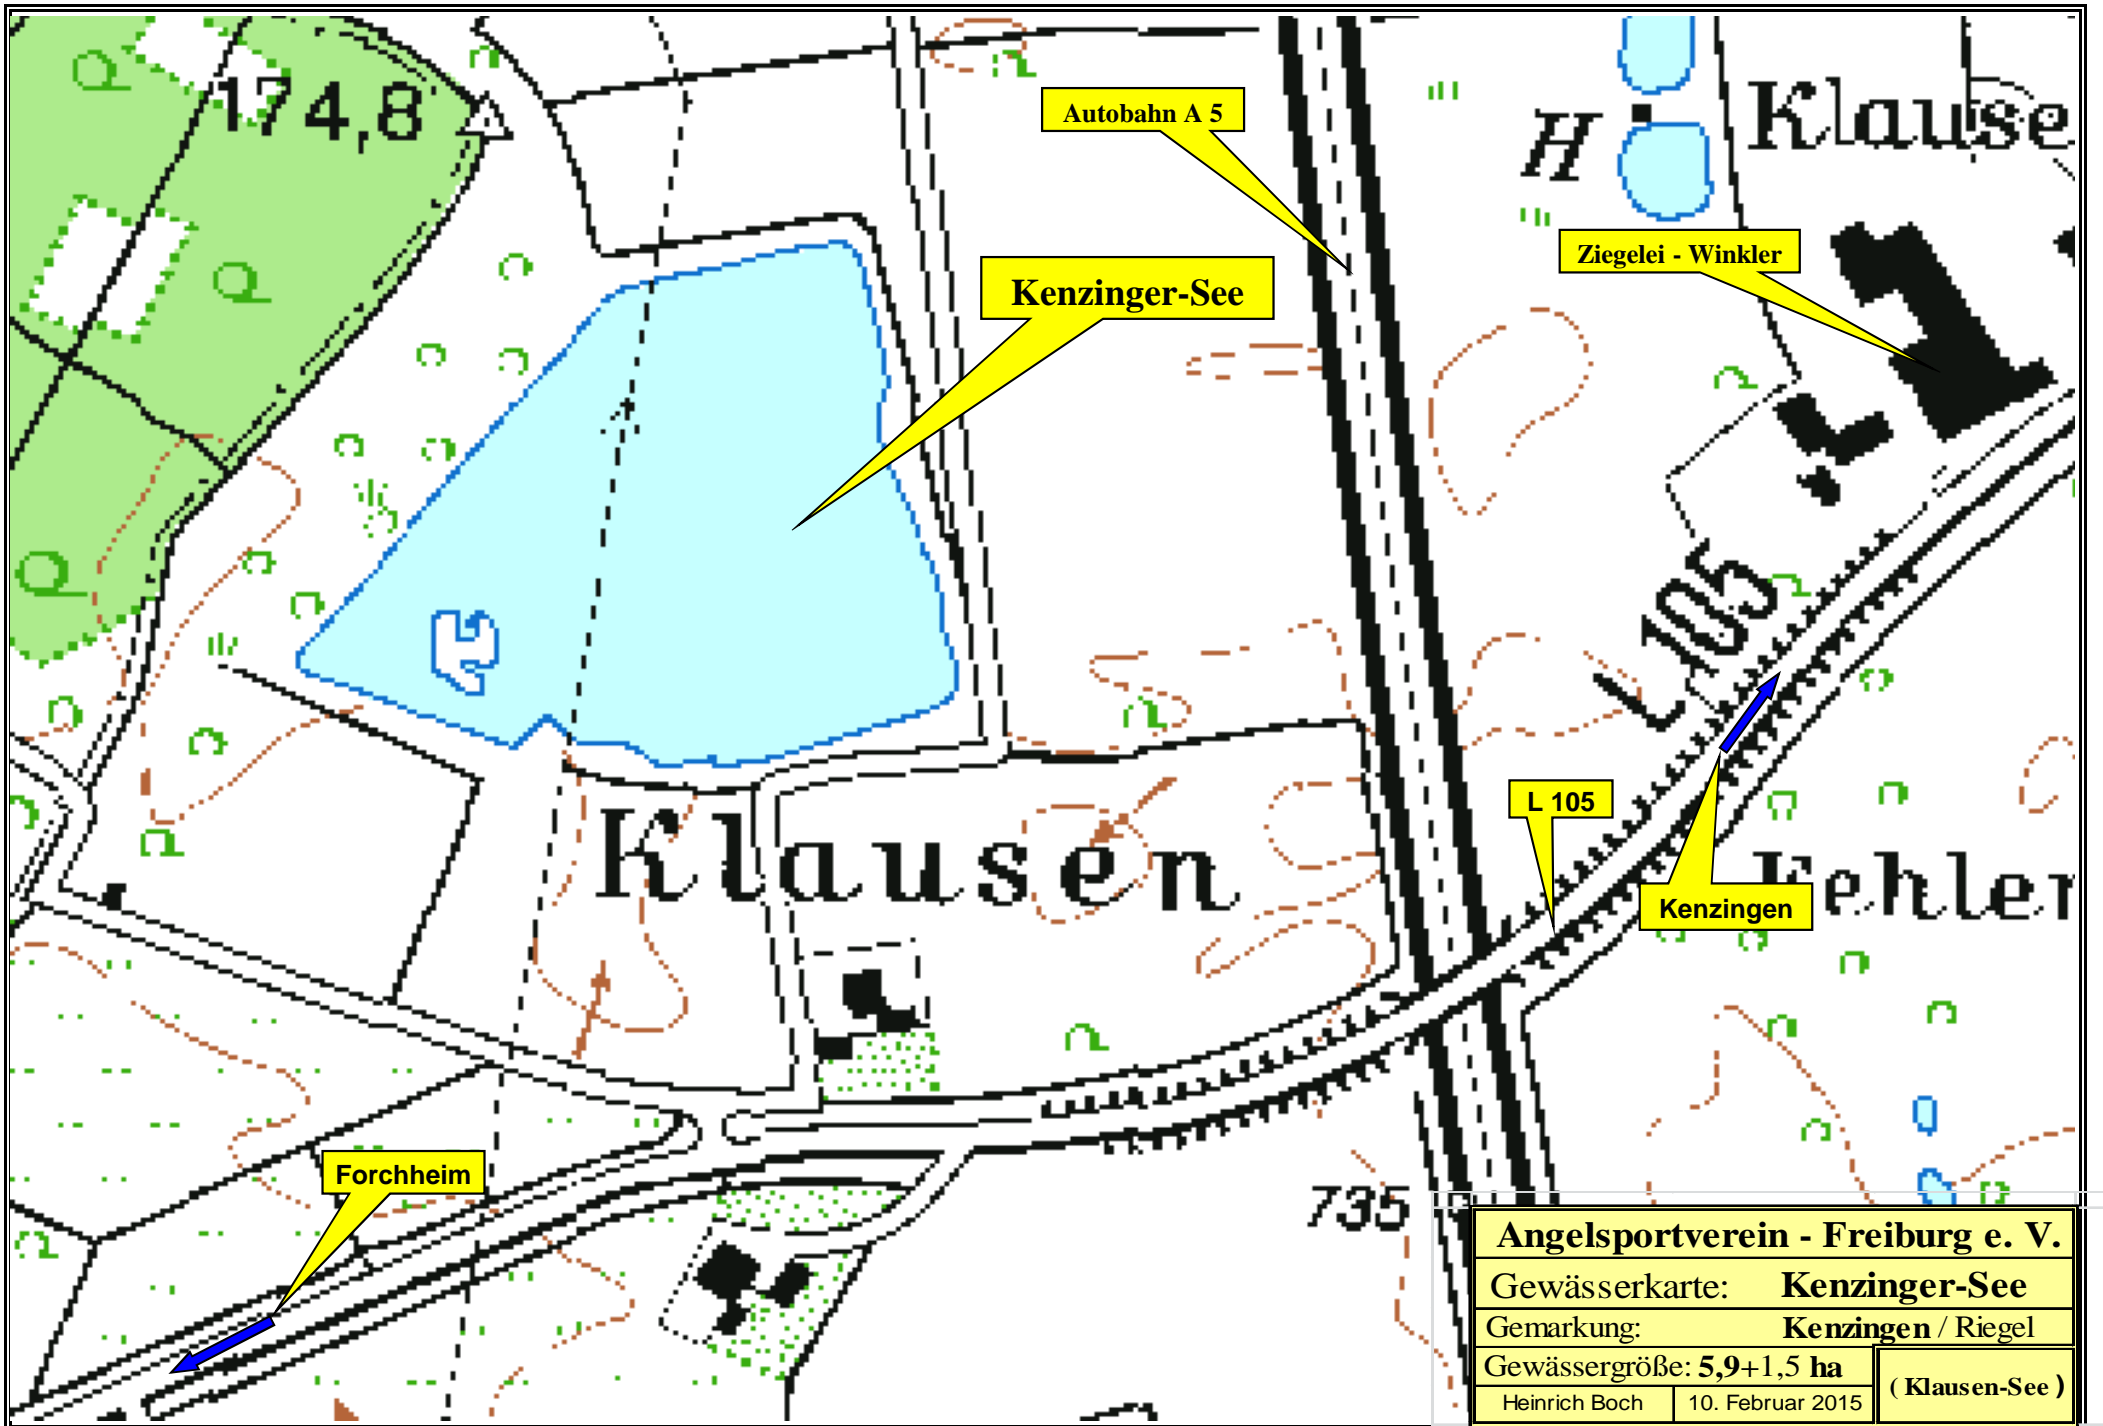 174,8
Autobahn A 5
H
Klause
Ziegelei - Winkler
Kenzinger-See
L 105
L 105
Klausen
Kenzingen
Fehler
Forchheim
735
Angelsportverein - Freiburg e. V.
Gewässerkarte: Kenzinger-See
Gemarkung: Kenzingen / Riegel
Gewässergröße: 5,9+1,5 ha
( Klausen-See )
Heinrich Boch 10. Februar 2015